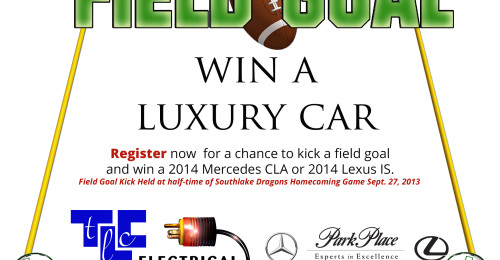 FIELD GOAL
WIN A
LUXURY CAR
Register now for a chance to kick a field goal
and win a 2014 Mercedes CLA or 2014 Lexus IS.
Field Goal Kick Held at half-time of Southlake Dragons Homecoming Game Sept. 27, 2013
tlc
ELECTRICAL
Park Place
Experts in Excellence